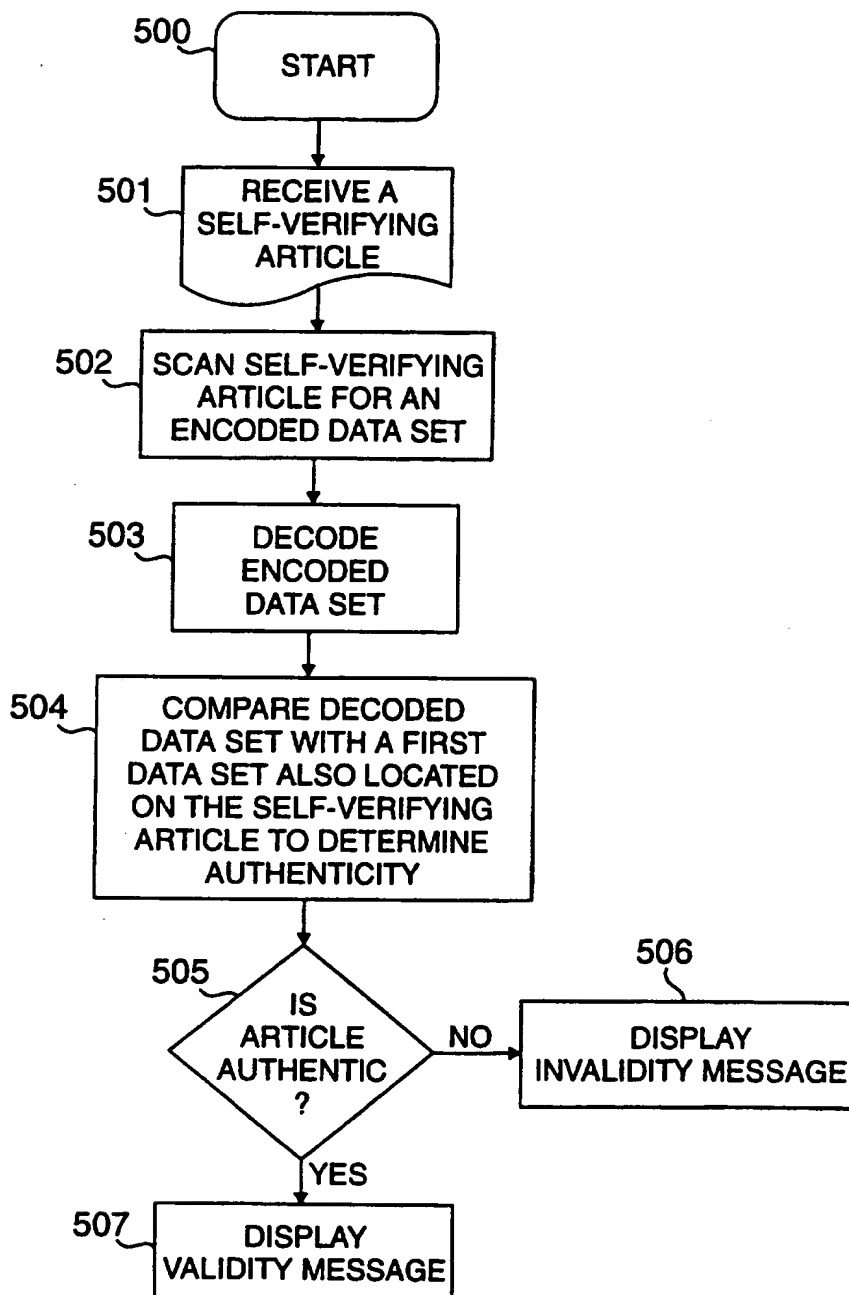 500
START
501
RECEIVE A
SELF-VERIFYING
ARTICLE
502
SCAN SELF-VERIFYING
ARTICLE FOR AN
ENCODED DATA SET
503
DECODE
ENCODED
DATA SET
504
COMPARE DECODED
DATA SET WITH A FIRST
DATA SET ALSO LOCATED
ON THE SELF-VERIFYING
ARTICLE TO DETERMINE
AUTHENTICITY
505
IS
ARTICLE
AUTHENTIC
?
NO
506
DISPLAY
INVALIDITY MESSAGE
YES
507
DISPLAY
VALIDITY MESSAGE